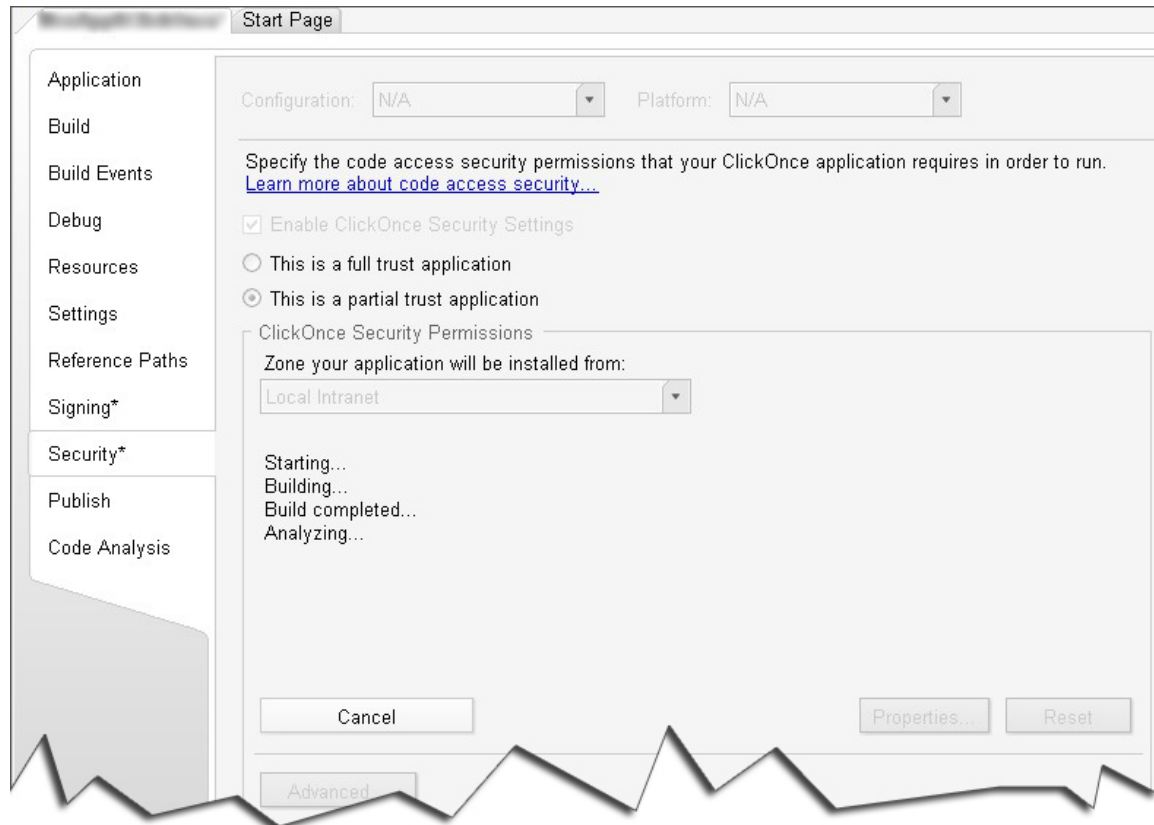 Start Page
Application
Build
Build Events
Debug
Resources
Settings
Reference Paths
Signing*
Security*
Publish
Code Analysis
Configuration: N/A Platform: N/A
Specify the code access security permissions that your ClickOnce application requires in order to run.
Learn more about code access security...
Enable ClickOnce Security Settings
This is a full trust application
This is a partial trust application
ClickOnce Security Permissions
Zone your application will be installed from:
Local Intranet
Starting...
Building...
Build completed...
Analyzing...
Cancel Properties... Reset
Advanced